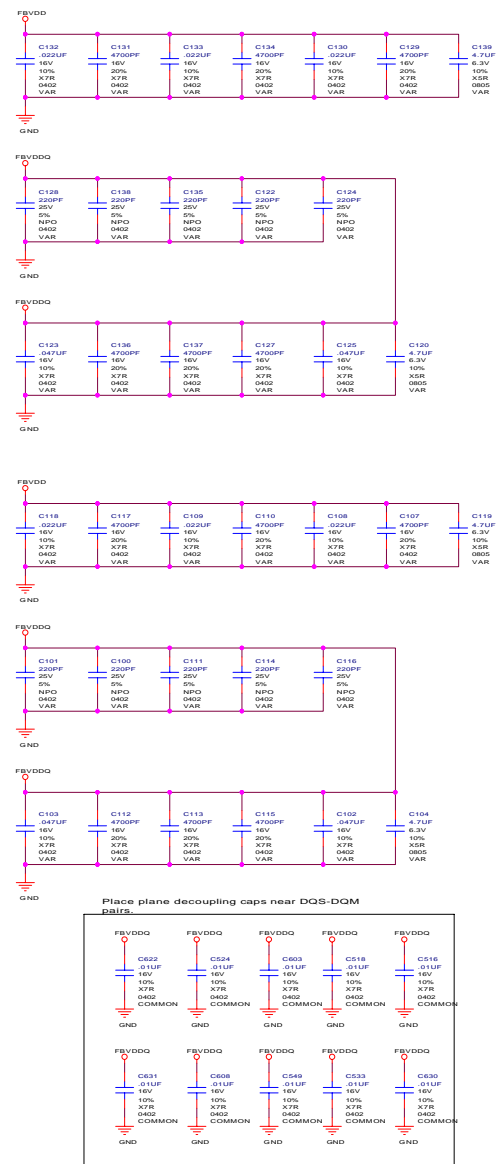 FBVDD
C132 C131 C133 C134 C130 C129 C139
.022UF 4700PF .022UF 4700PF .022UF 4700PF 4.7UF
16V 16V 16V 16V 16V 16V 6.3V
10% 20% 10% 20% 10% 20% 10%
X7R X7R X7R X7R X7R X7R X5R
0402 0402 0402 0402 0402 0402 0805
VAR VAR VAR VAR VAR VAR VAR
GND
FBVDDQ
C128 C138 C135 C122 C124
220PF 220PF 220PF 220PF 220PF
25V 25V 25V 25V 25V
5% 5% 5% 5% 5%
NPO NPO NPO NPO NPO
0402 0402 0402 0402 0402
VAR VAR VAR VAR VAR
GND
FBVDDQ
C123 C136 C137 C127 C125 C120
.047UF 4700PF 4700PF 4700PF .047UF 4.7UF
16V 16V 16V 16V 16V 6.3V
10% 20% 20% 20% 10% 10%
X7R X7R X7R X7R X7R X5R
0402 0402 0402 0402 0402 0805
VAR VAR VAR VAR VAR VAR
GND
FBVDD
C118 C117 C109 C110 C108 C107 C119
.022UF 4700PF .022UF 4700PF .022UF 4700PF 4.7UF
16V 16V 16V 16V 16V 16V 6.3V
10% 20% 10% 20% 10% 20% 10%
X7R X7R X7R X7R X7R X7R X5R
0402 0402 0402 0402 0402 0402 0805
VAR VAR VAR VAR VAR VAR VAR
GND
FBVDDQ
C101 C100 C111 C114 C116
220PF 220PF 220PF 220PF 220PF
25V 25V 25V 25V 25V
5% 5% 5% 5% 5%
NPO NPO NPO NPO NPO
0402 0402 0402 0402 0402
VAR VAR VAR VAR VAR
GND
FBVDDQ
C103 C112 C113 C115 C102 C104
.047UF 4700PF 4700PF 4700PF .047UF 4.7UF
16V 16V 16V 16V 16V 6.3V
10% 20% 20% 20% 10% 10%
X7R X7R X7R X7R X7R X5R
0402 0402 0402 0402 0402 0805
VAR VAR VAR VAR VAR VAR
GND
Place plane decoupling caps near DQS-DQM
pairs.
FBVDDQ FBVDDQ FBVDDQ FBVDDQ FBVDDQ
C622 C524 C603 C518 C516
.01UF .01UF .01UF .01UF .01UF
16V 16V 16V 16V 16V
10% 10% 10% 10% 10%
X7R X7R X7R X7R X7R
0402 0402 0402 0402 0402
COMMON COMMON COMMON COMMON COMMON
GND GND GND GND GND
FBVDDQ FBVDDQ FBVDDQ FBVDDQ FBVDDQ
C631 C608 C549 C533 C630
.01UF .01UF .01UF .01UF .01UF
16V 16V 16V 16V 16V
10% 10% 10% 10% 10%
X7R X7R X7R X7R X7R
0402 0402 0402 0402 0402
COMMON COMMON COMMON COMMON COMMON
GND GND GND GND GND